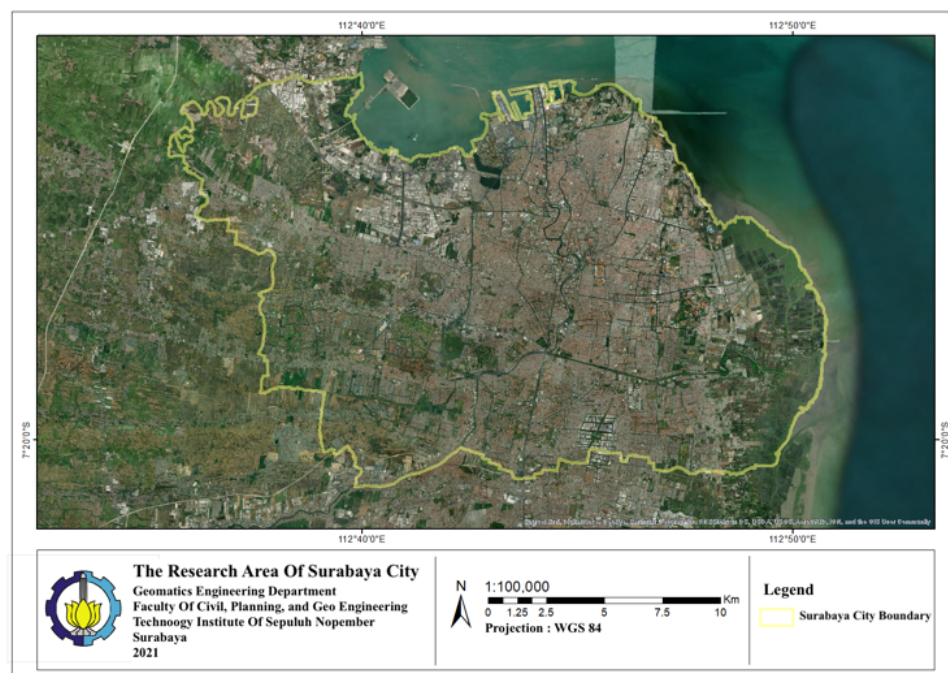 112°40'0"E 112°50'0"E
7°20'0"S 7°20'0"S
112°40'0"E 112°50'0"E
The Research Area Of Surabaya City
Geomatics Engineering Department
Faculty Of Civil, Planning, and Geo Engineering
Technoogy Institute Of Sepuluh Nopember
Surabaya
2021
N
1:100,000
0 1.25 2.5 5 7.5 10 Km
Projection : WGS 84
Legend
Surabaya City Boundary